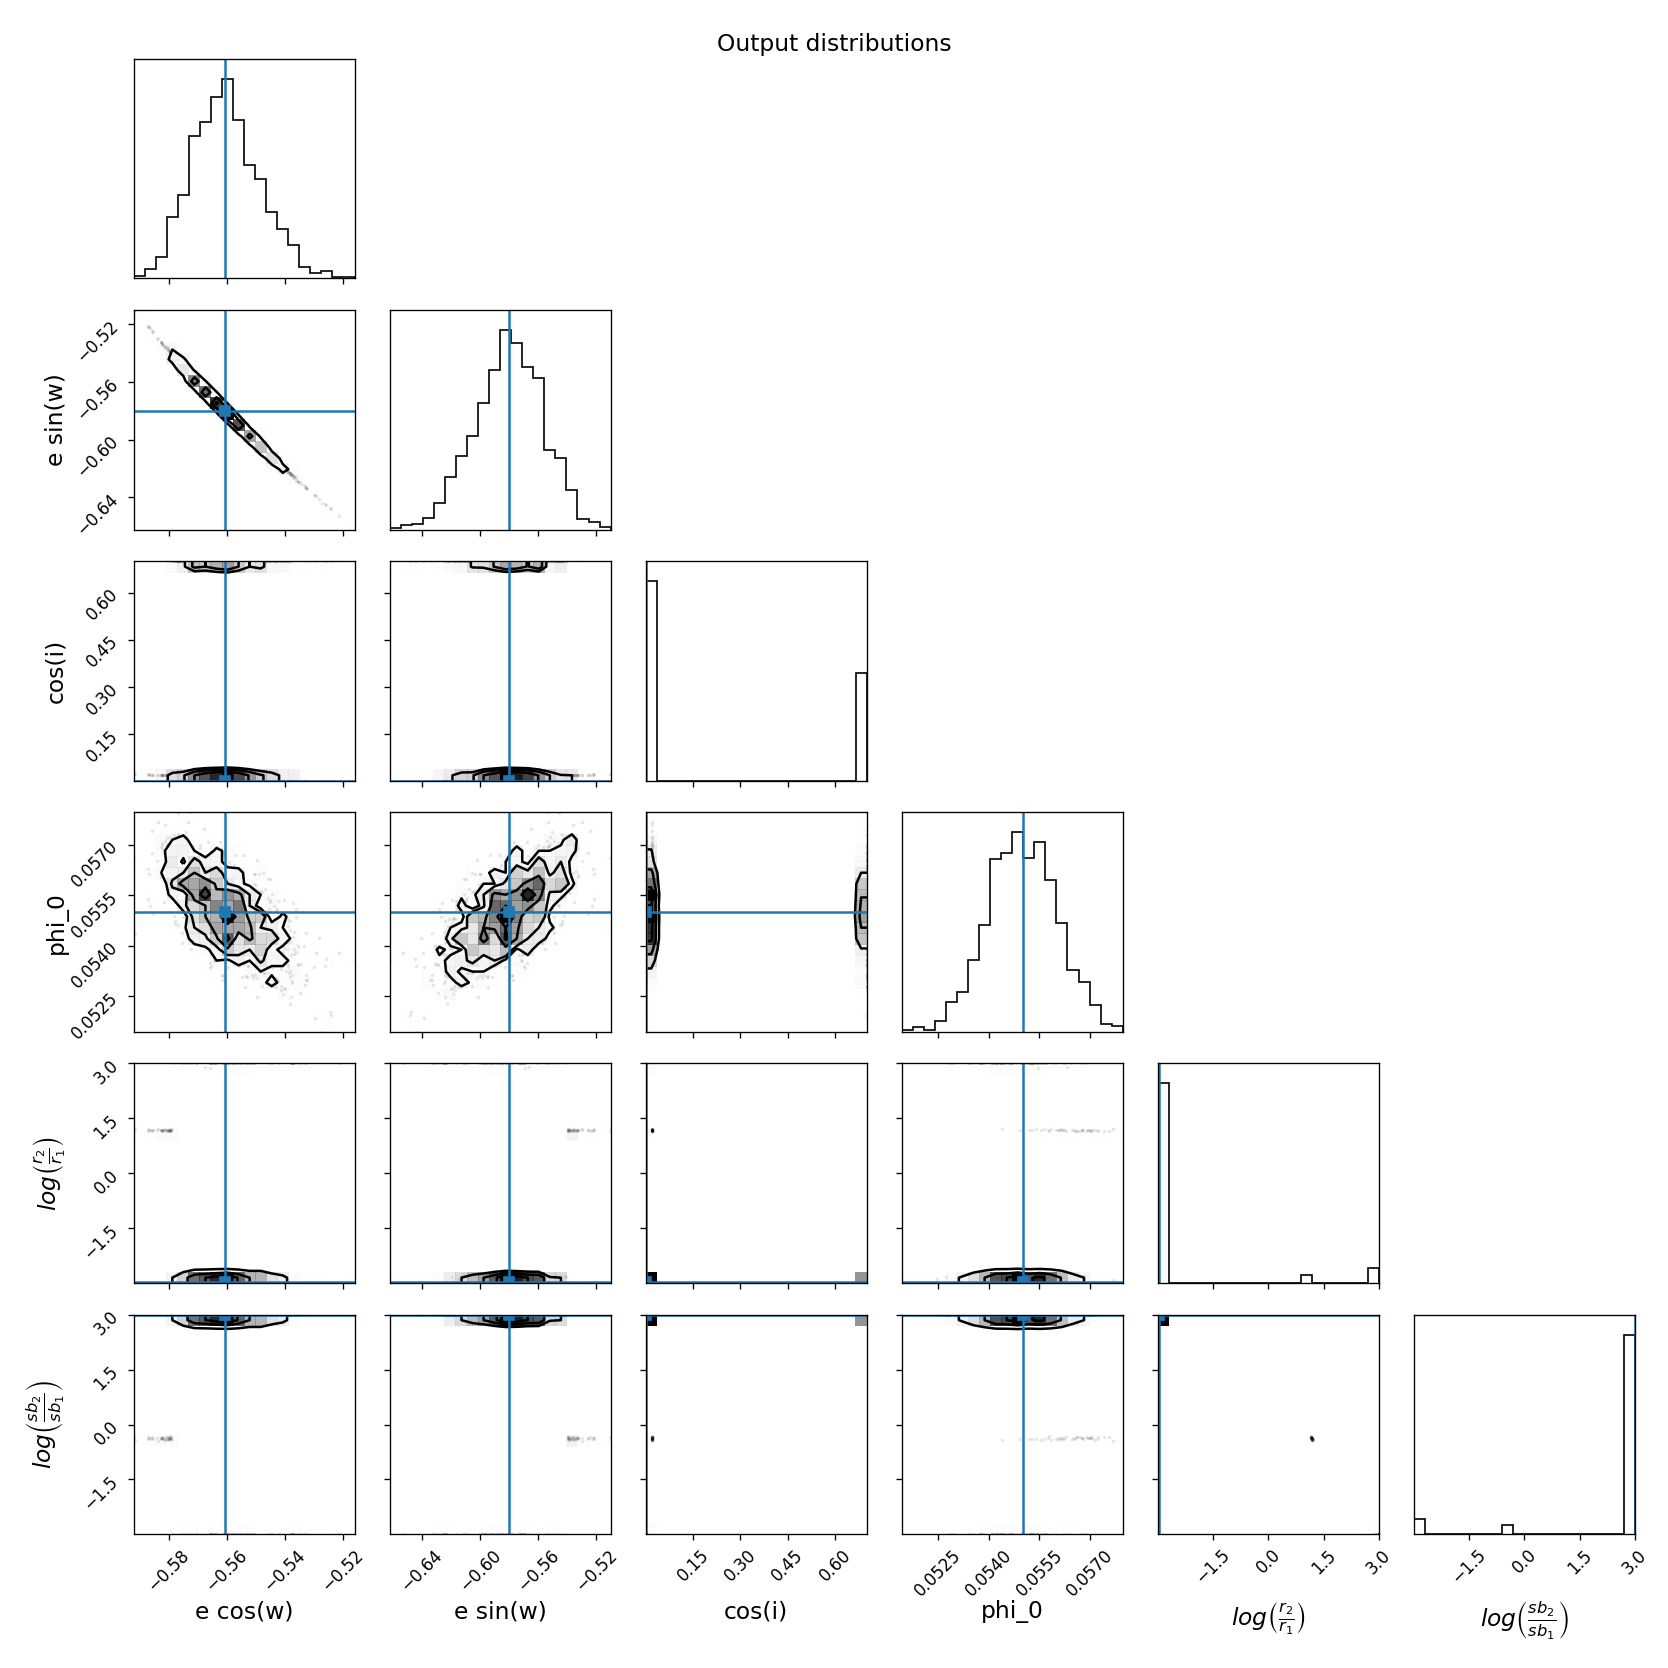 Output distributions
e sin(w)
−0.52
−0.56
−0.60
−0.64
cos(i)
0.60
0.45
0.30
0.15
phi_0
0.0570
0.0555
0.0540
0.0525
log(r₂/r₁)
3.0
1.5
0.0
−1.5
log(sb₂/sb₁)
3.0
1.5
0.0
−1.5
−0.58 −0.56 −0.54 −0.52 −0.64 −0.60 −0.56 −0.52 0.15 0.30 0.45 0.60 0.0525 0.0540 0.0555 0.0570 −1.5 0.0 1.5 3.0 −1.5 0.0 1.5 3.0
e cos(w) e sin(w) cos(i) phi_0 log(r₂/r₁) log(sb₂/sb₁)